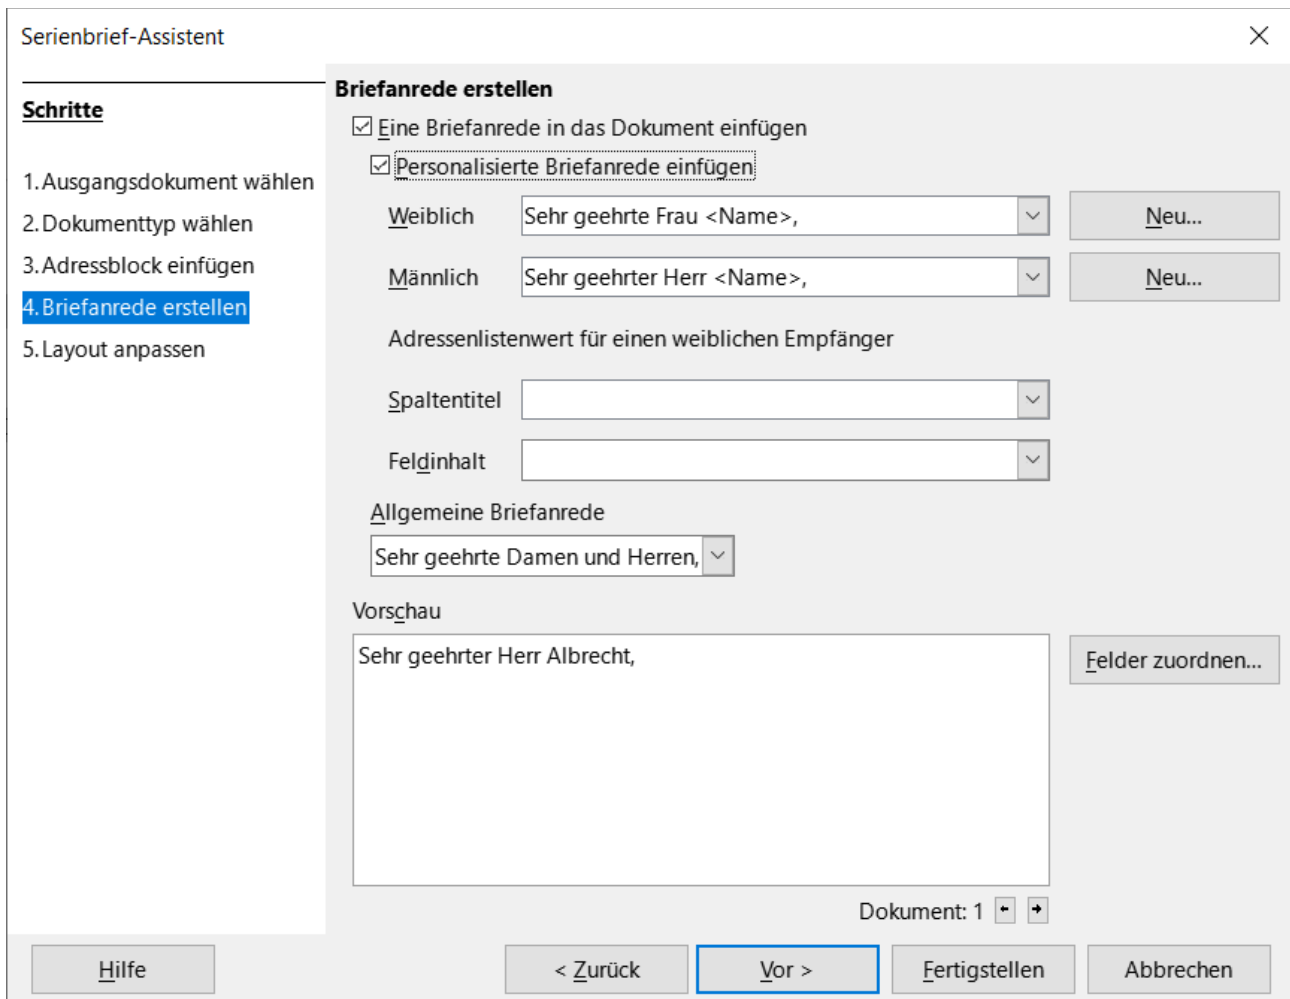 Serienbrief-Assistent
Schritte
1. Ausgangsdokument wählen
2. Dokumenttyp wählen
3. Adressblock einfügen
4. Briefanrede erstellen
5. Layout anpassen
Briefanrede erstellen
Eine Briefanrede in das Dokument einfügen
Personalisierte Briefanrede einfügen
Weiblich Sehr geehrte Frau <Name>, Neu...
Männlich Sehr geehrter Herr <Name>, Neu...
Adressenlistenwert für einen weiblichen Empfänger
Spaltentitel
Feldinhalt
Allgemeine Briefanrede
Sehr geehrte Damen und Herren,
Vorschau
Sehr geehrter Herr Albrecht,
Felder zuordnen...
Dokument: 1
Hilfe < Zurück Vor > Fertigstellen Abbrechen